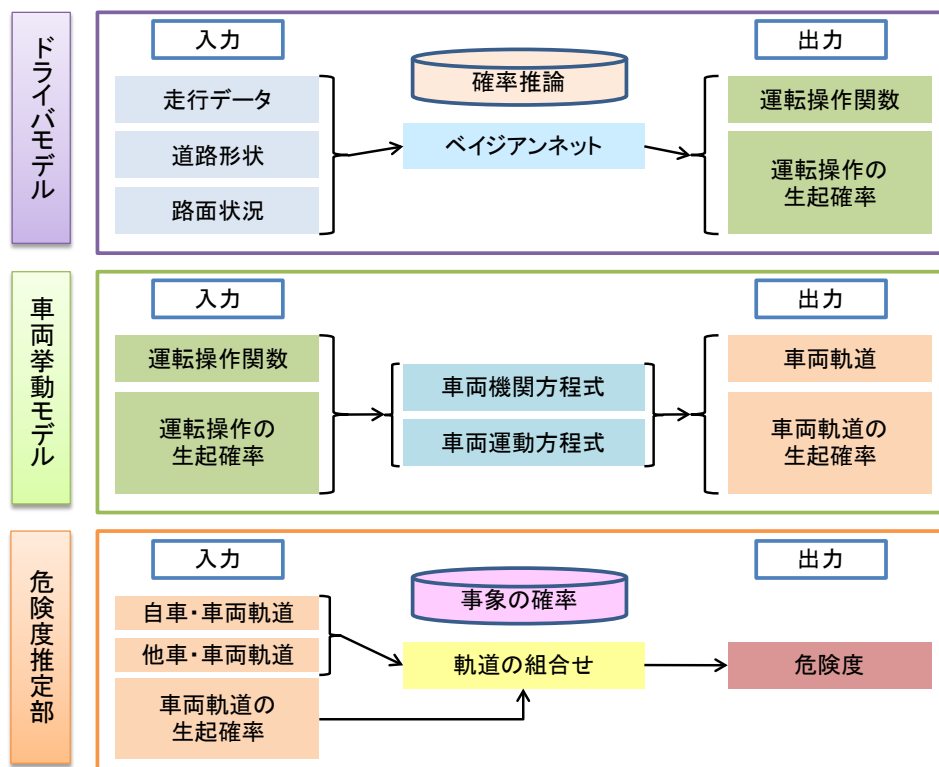 ドライバモデル
入力
走行データ
道路形状
路面状況
確率推論
ベイジアンネット
出力
運転操作関数
運転操作の
生起確率
車両挙動モデル
入力
運転操作関数
運転操作の
生起確率
車両機関方程式
車両運動方程式
出力
車両軌道
車両軌道の
生起確率
危険度推定部
入力
自車・車両軌道
他車・車両軌道
車両軌道の
生起確率
事象の確率
軌道の組合せ
出力
危険度